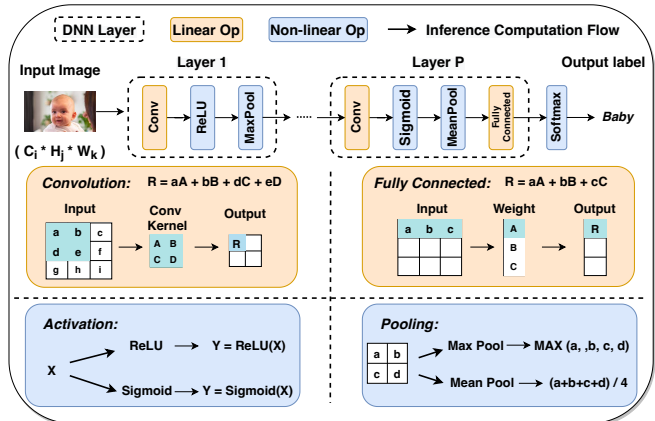 DNN Layer Linear Op Non-linear Op Inference Computation Flow
Input Image Layer 1 Layer P Output label
Conv ReLU MaxPool ...... Conv Sigmoid MeanPool Fully Connected Softmax Baby
( Ci * Hj * Wk )
Convolution: R = aA + bB + dC + eD
Input Conv Kernel Output
a b c
d e f
g h i
A B
C D
R
Fully Connected: R = aA + bB + cC
Input Weight Output
a b c
A
B
C
R
Activation:
X
ReLU Y = ReLU(X)
Sigmoid Y = Sigmoid(X)
Pooling:
a b
c d
Max Pool MAX (a, ,b, c, d)
Mean Pool (a+b+c+d) / 4